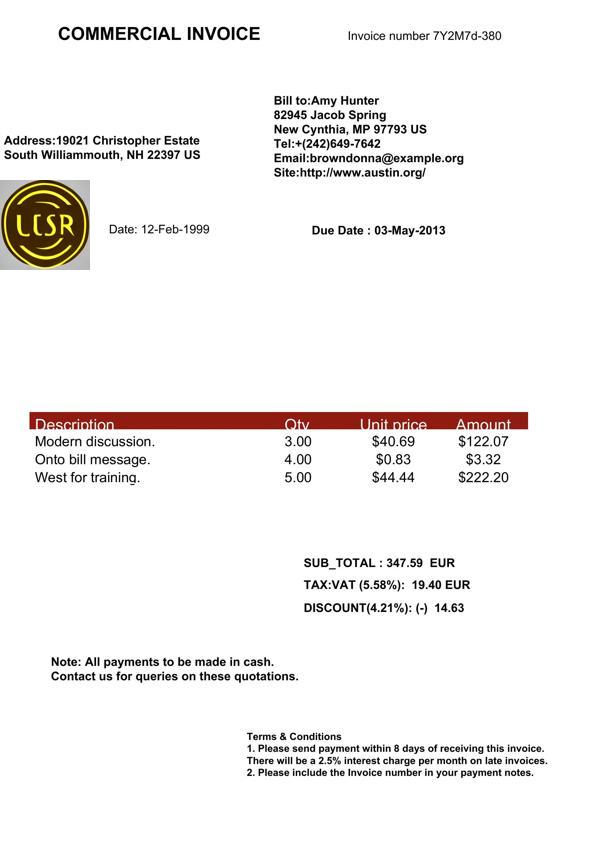 COMMERCIAL INVOICE
Invoice number 7Y2M7d-380
Bill to:Amy Hunter
82945 Jacob Spring
New Cynthia, MP 97793 US
Tel:+(242)649-7642
Email:browndonna@example.org
Site:http://www.austin.org/
Address:19021 Christopher Estate
South Williammouth, NH 22397 US
LCSR
Date: 12-Feb-1999
Due Date : 03-May-2013
Description Qty Unit price Amount
Modern discussion. 3.00 $40.69 $122.07
Onto bill message. 4.00 $0.83 $3.32
West for training. 5.00 $44.44 $222.20
SUB_TOTAL : 347.59  EUR
TAX:VAT (5.58%):  19.40 EUR
DISCOUNT(4.21%): (-)  14.63
Note: All payments to be made in cash.
Contact us for queries on these quotations.
Terms & Conditions
1. Please send payment within 8 days of receiving this invoice.
There will be a 2.5% interest charge per month on late invoices.
2. Please include the Invoice number in your payment notes.